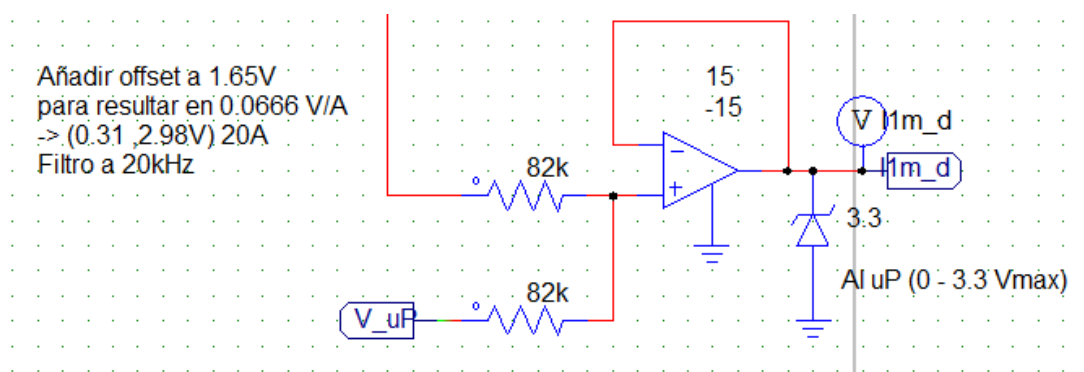 Añadir offset a 1.65V
para resultar en 0.0666 V/A
-> (0.31 ,2.98V) 20A
Filtro a 20kHz
15
-15
V I1m_d
I1m_d
82k
-
+
3.3
Al uP (0 - 3.3 Vmax)
82k
V_uP